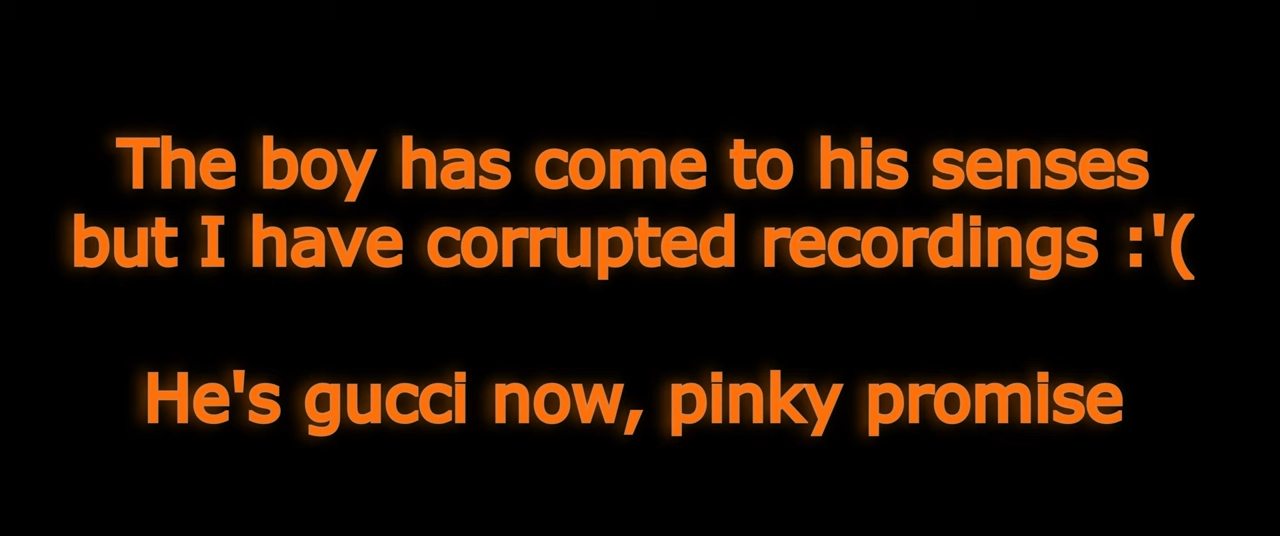 The boy has come to his senses
but I have corrupted recordings :'(
He's gucci now, pinky promise